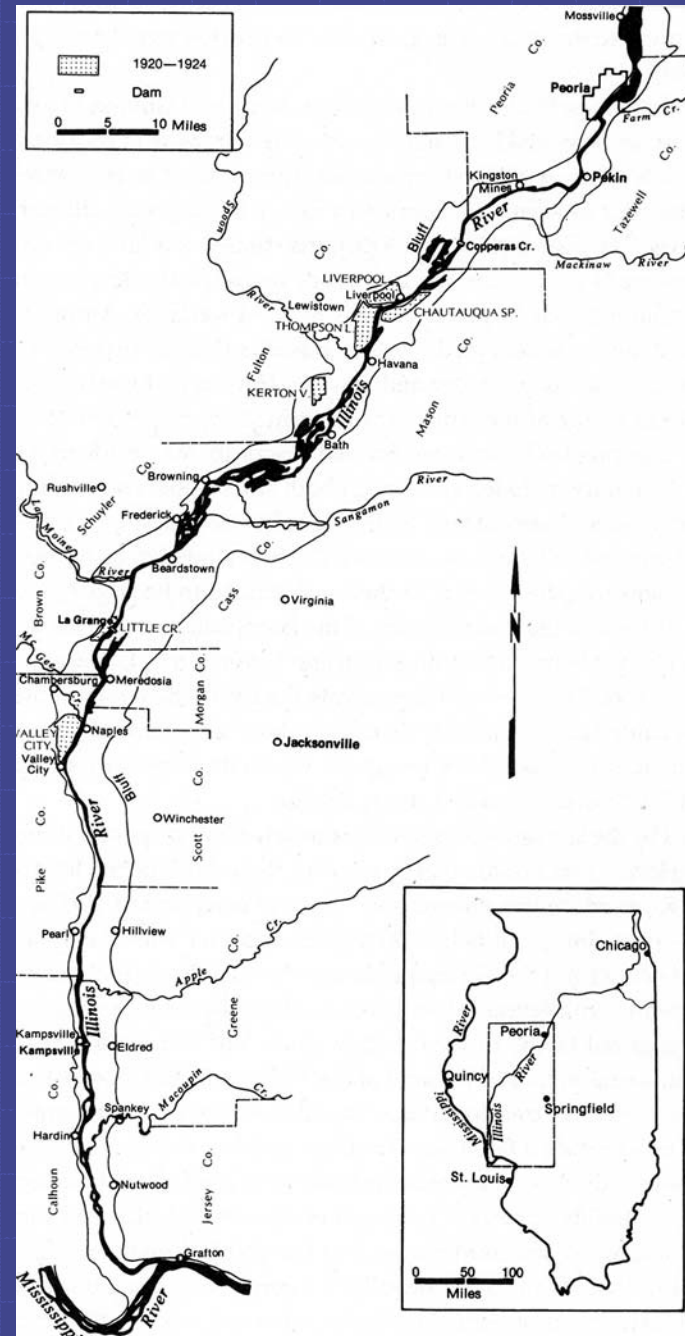 1920—1924
Dam
0 5 10 Miles
Mossville
Peoria
Peoria Co.
Farm Cr.
Pekin
Tazewell Co.
Kingston
Mines
River
Bluff
Copperas Cr.
Mackinaw River
Spoon
River
Co.
LIVERPOOL
Liverpool
Lewistown
CHAUTAUQUA SP.
THOMPSON L.
Havana
Fulton
Co.
Mason
KERTON V.
Illinois
Bath
Browning
Rushville
Schuyler Co.
Sangamon River
Frederick
La Maine
River
Beardstown
Cass Co.
Brown Co.
Virginia
N
La Grange
LITTLE CR.
Mc Gee
Cr.
Chambersburg
Meredosia
Morgan Co.
Naples
VALLEY
CITY
Valley
City
Jacksonville
Bluff
River
Pike Co.
Winchester
Scott Co.
Pearl
Hillview
Apple Cr.
Greene Co.
Illinois
Kampsville
Kampsville
Eldred
Macoupin Cr.
Spankey
Hardin
Calhoun Co.
Nutwood
Jersey Co.
Grafton
Mississippi River
Chicago
Peoria
River
Quincy
Mississippi River
Illinois
Springfield
St. Louis
0 50 100
Miles